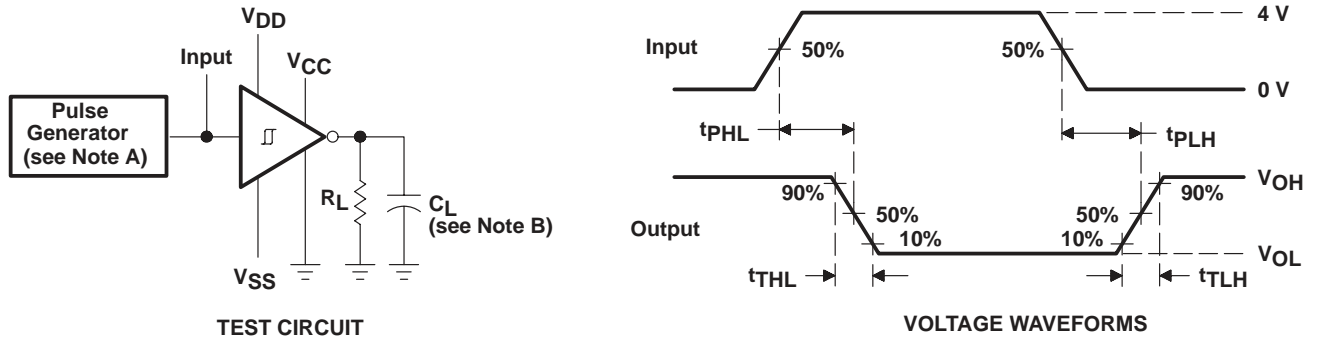 VDD
Input
VCC
Pulse
Generator
(see Note A)
RL
CL
(see Note B)
VSS
TEST CIRCUIT
4 V
Input
50%
50%
0 V
tPHL
tPLH
90%
VOH
90%
50%
50%
Output
10%
10%
VOL
tTHL
tTLH
VOLTAGE WAVEFORMS